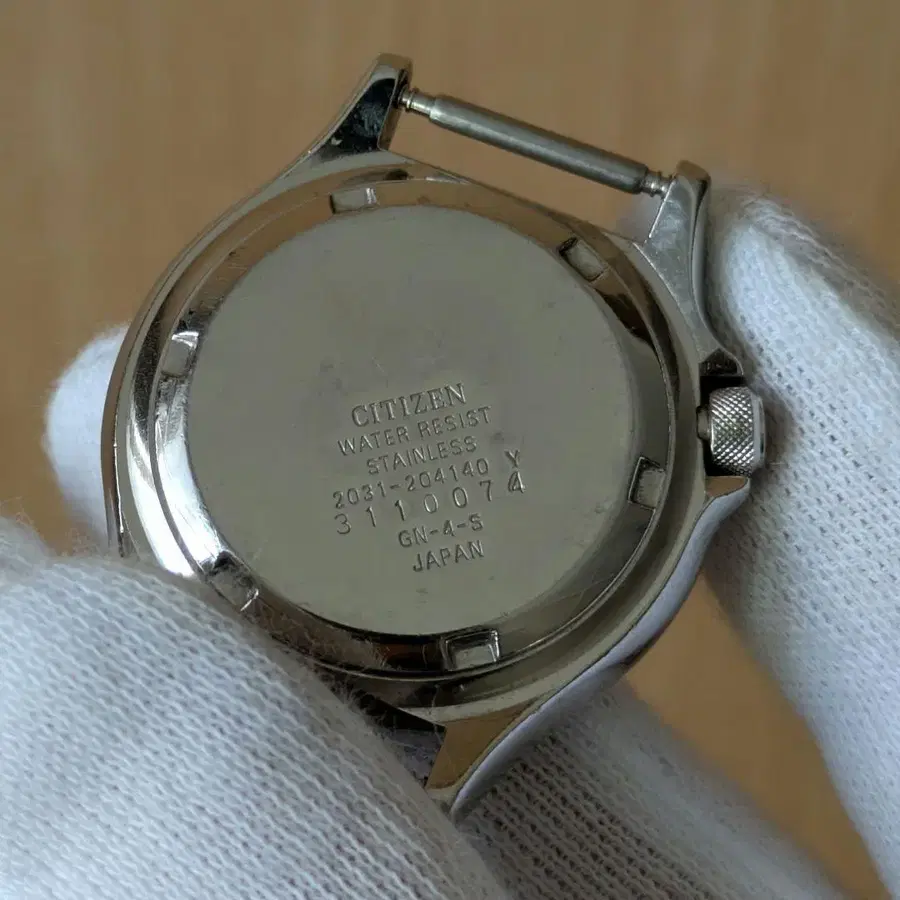 CITIZEN
WATER RESIST
STAINLESS
2031-204140 Y
3110074
GN-4-S
JAPAN